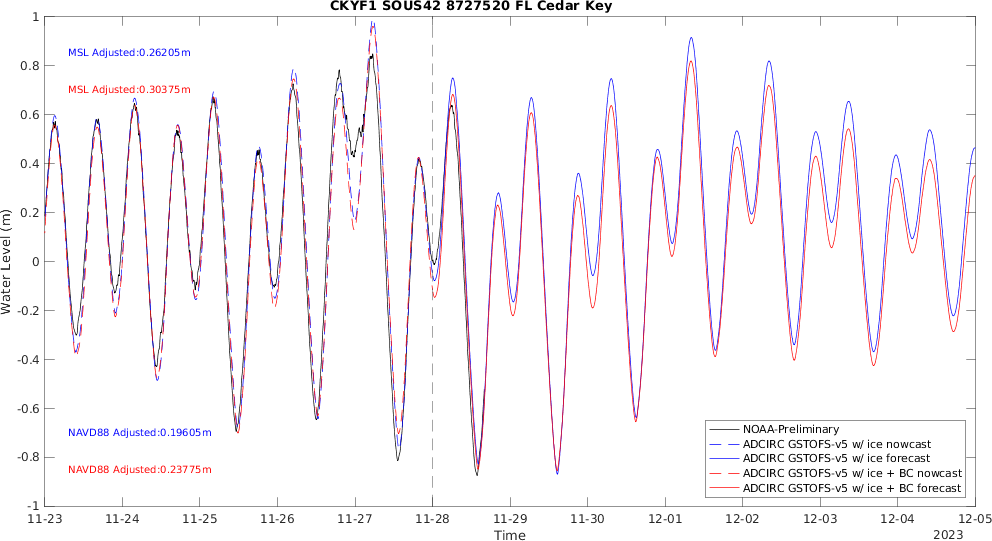 CKYF1 SOUS42 8727520 FL Cedar Key
1
0.8
0.6
0.4
0.2
0
-0.2
-0.4
-0.6
-0.8
-1
Water Level (m)
MSL Adjusted:0.26205m
MSL Adjusted:0.30375m
NAVD88 Adjusted:0.19605m
NAVD88 Adjusted:0.23775m
NOAA-Preliminary
ADCIRC GSTOFS-v5 w/ ice nowcast
ADCIRC GSTOFS-v5 w/ ice forecast
ADCIRC GSTOFS-v5 w/ ice + BC nowcast
ADCIRC GSTOFS-v5 w/ ice + BC forecast
11-23 11-24 11-25 11-26 11-27 11-28 11-29 11-30 12-01 12-02 12-03 12-04 12-05
Time
2023